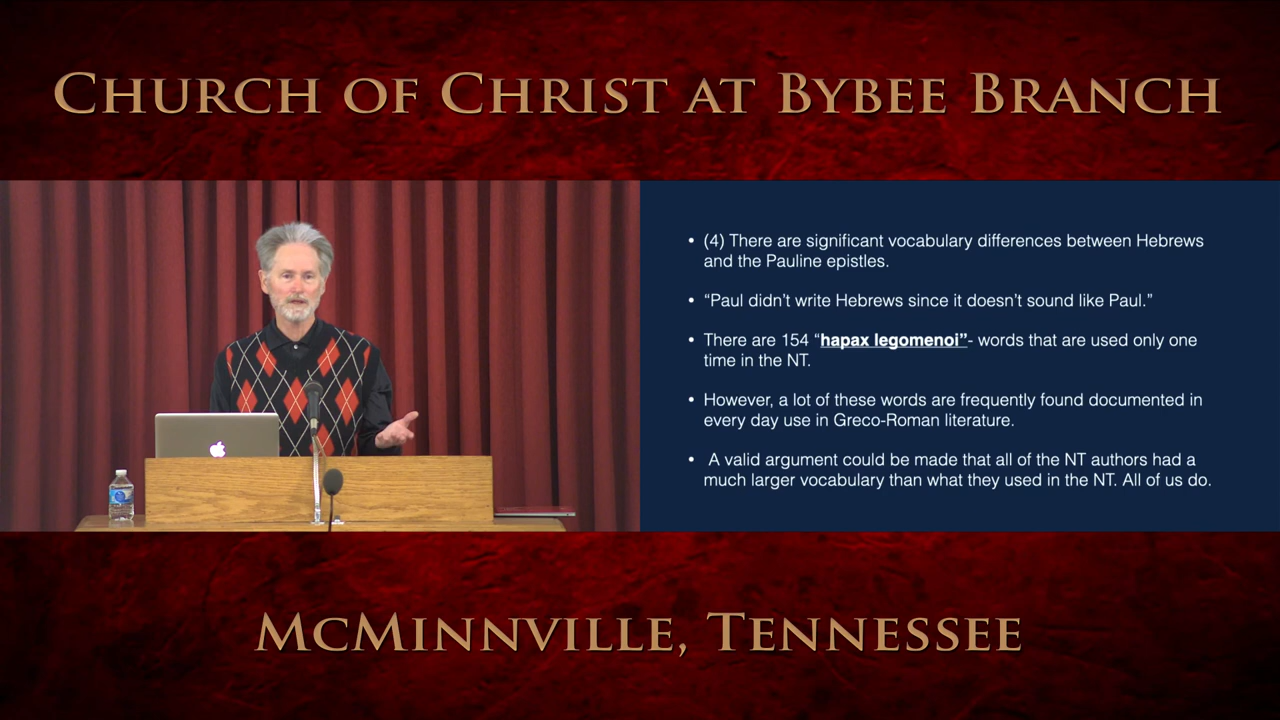 Church of Christ at Bybee Branch
• (4) There are significant vocabulary differences between Hebrews
and the Pauline epistles.
• “Paul didn’t write Hebrews since it doesn’t sound like Paul.”
• There are 154 “hapax legomenoi”- words that are used only one
time in the NT.
• However, a lot of these words are frequently found documented in
every day use in Greco-Roman literature.
• A valid argument could be made that all of the NT authors had a
much larger vocabulary than what they used in the NT. All of us do.
McMinnville, Tennessee